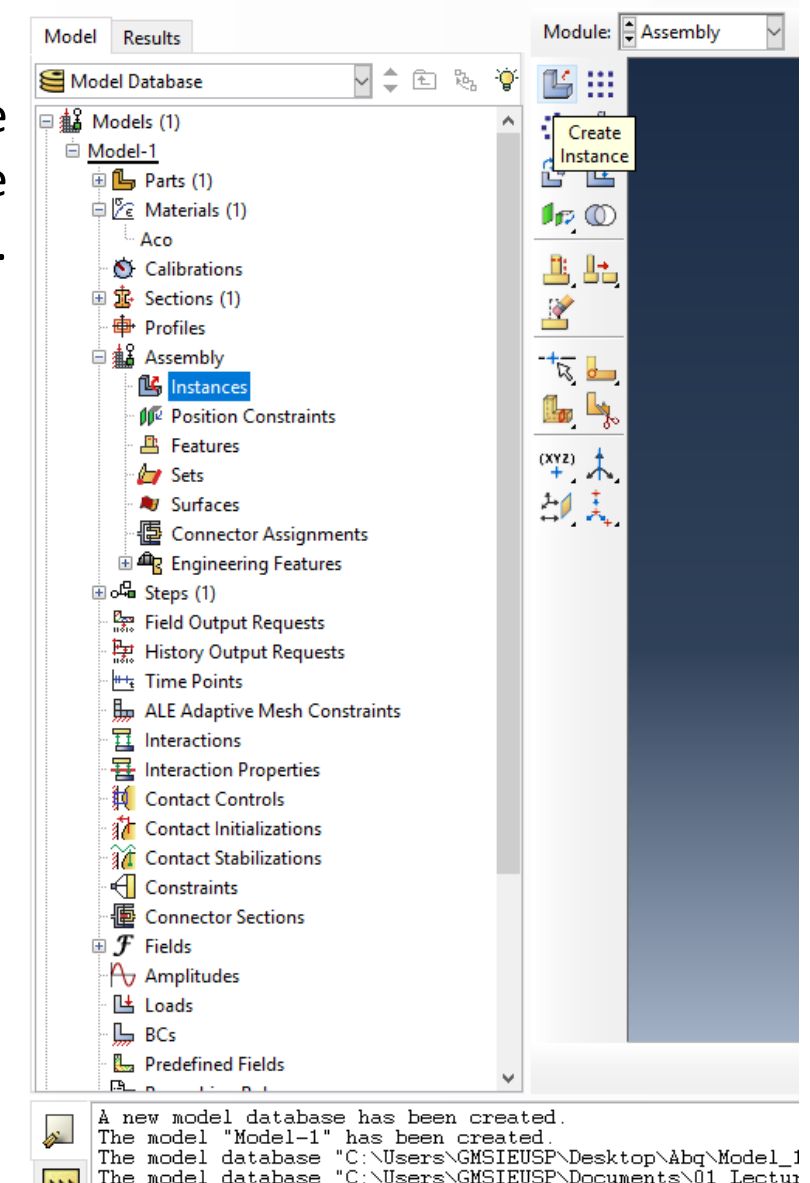 Model Results
Module: Assembly
Model Database
Models (1)
Create
Instance
Model-1
Parts (1)
Materials (1)
Aco
Calibrations
Sections (1)
Profiles
Assembly
Instances
Position Constraints
Features
(XYZ)
Sets
Surfaces
Connector Assignments
Engineering Features
Steps (1)
Field Output Requests
History Output Requests
Time Points
ALE Adaptive Mesh Constraints
Interactions
Interaction Properties
Contact Controls
Contact Initializations
Contact Stabilizations
Constraints
Connector Sections
Fields
Amplitudes
Loads
BCs
Predefined Fields
A new model database has been created.
The model "Model-1" has been created.
The model database "C:\Users\GMSIEUSP\Desktop\Abq\Model_1
The model database "C:\Users\GMSIEUSP\Documents\01 Lectur